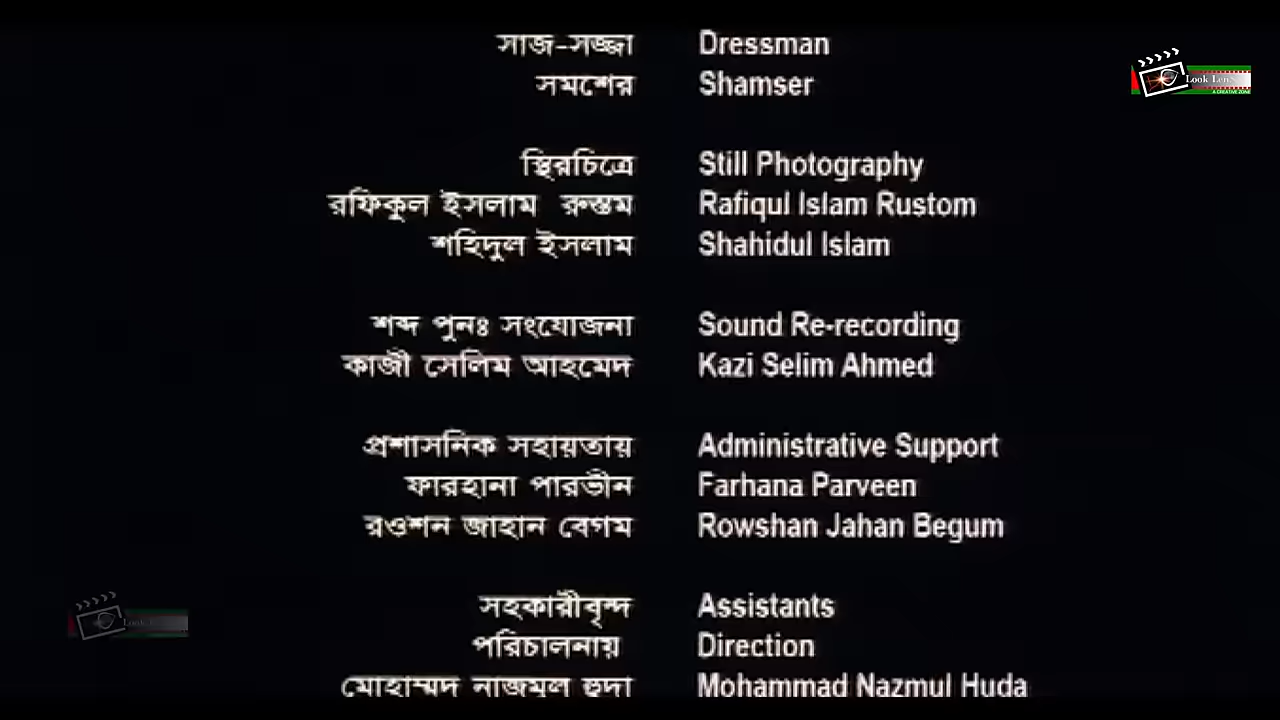 সাজ-সজ্জা Dressman
সমশের Shamser
স্থিরচিত্রে Still Photography
রফিকুল ইসলাম রুস্তম Rafiqul Islam Rustom
শহিদুল ইসলাম Shahidul Islam
শব্দ পুনঃ সংযোজনা Sound Re-recording
কাজী সেলিম আহমেদ Kazi Selim Ahmed
প্রশাসনিক সহায়তায় Administrative Support
ফারহানা পারভীন Farhana Parveen
রওশন জাহান বেগম Rowshan Jahan Begum
সহকারীবৃন্দ Assistants
পরিচালনায় Direction
মোহাম্মদ নাজমুল হুদা Mohammad Nazmul Huda
Look Lens
A CREATIVE ZONE